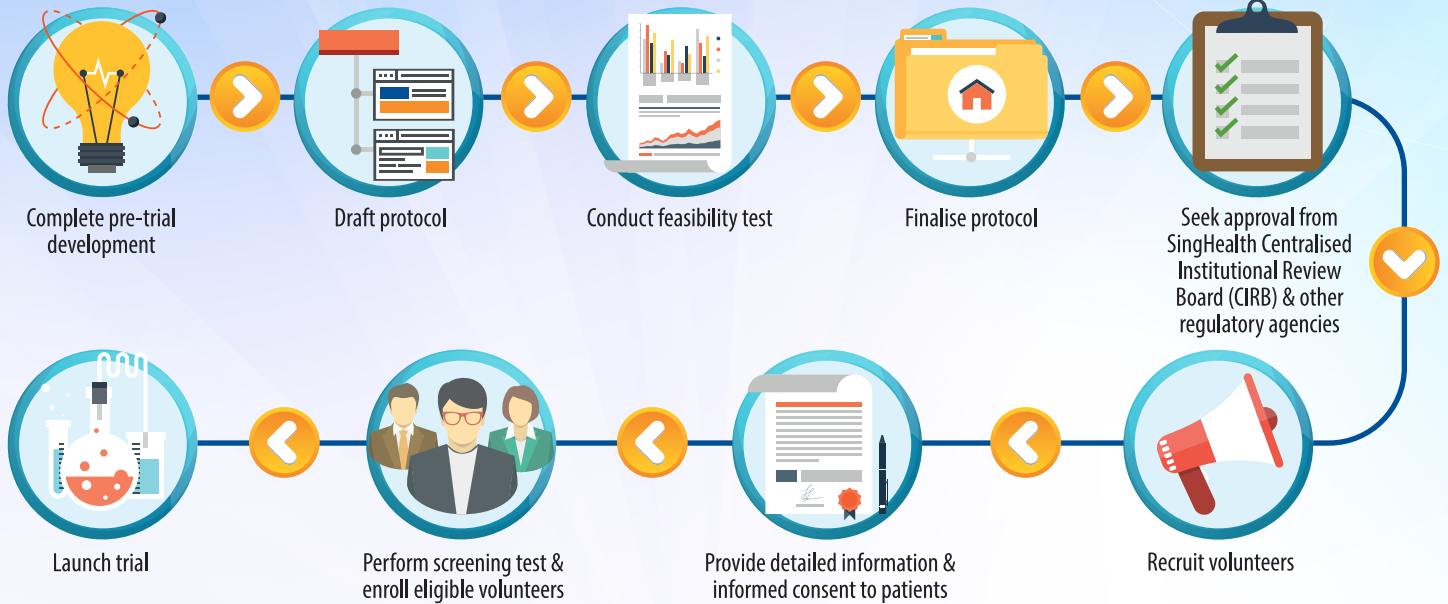 Complete pre-trial
development
Draft protocol
Conduct feasibility test
Finalise protocol
Seek approval from
SingHealth Centralised
Institutional Review
Board (CIRB) & other
regulatory agencies
Recruit volunteers
Provide detailed information &
informed consent to patients
Perform screening test &
enroll eligible volunteers
Launch trial